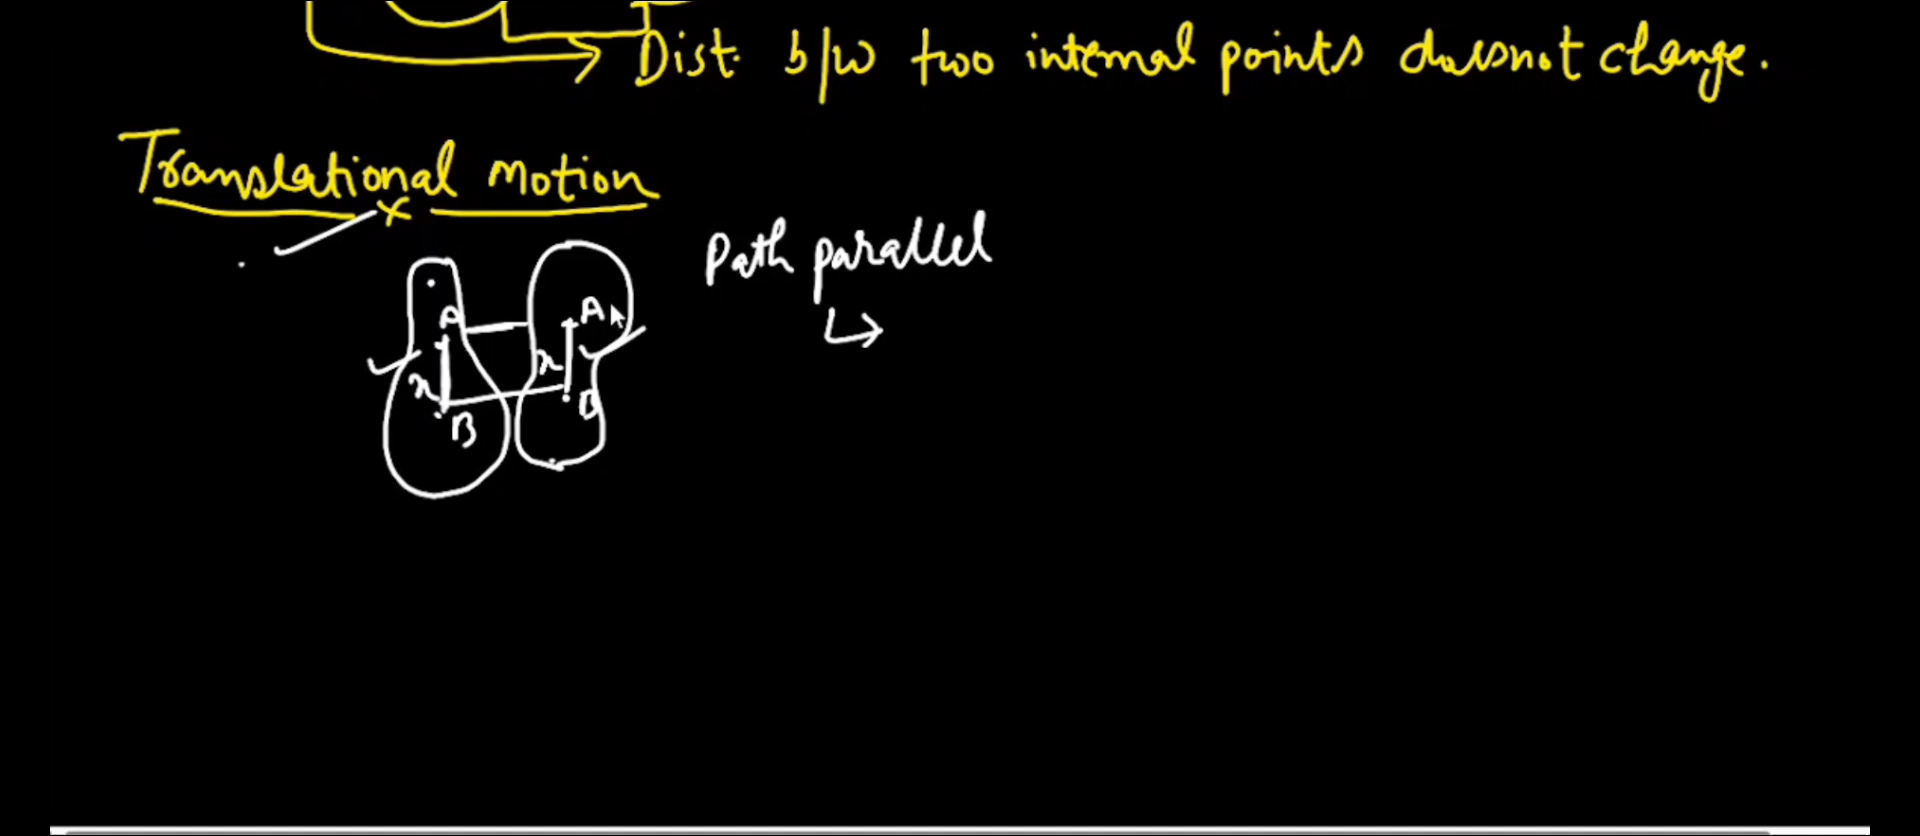 Dist. b/w two internal points doesnot change.
Translational Motion
Path parallel
A
A
x
x
B
B